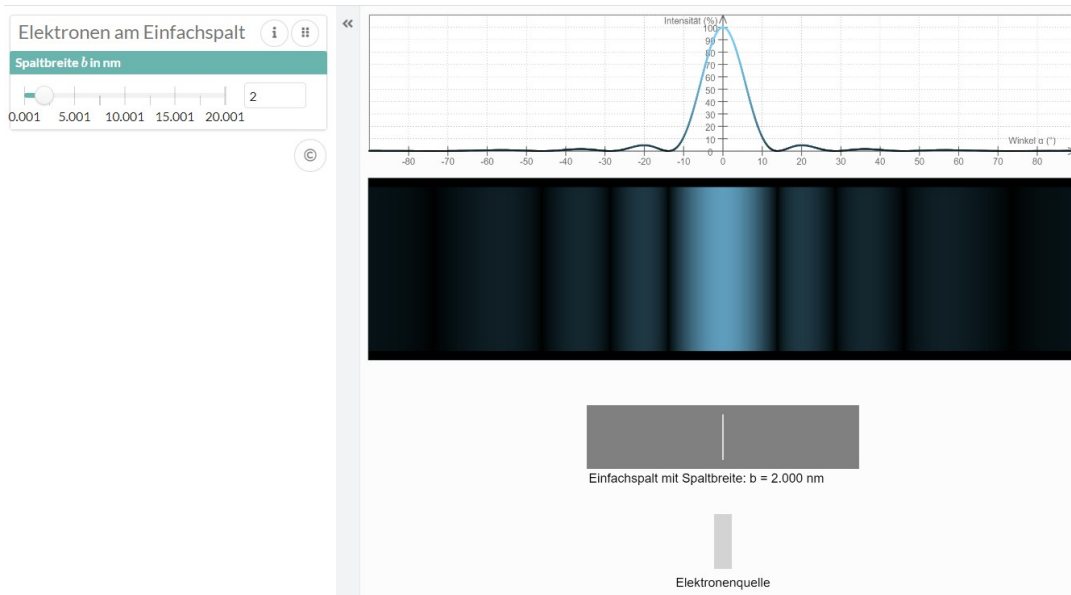 Elektronen am Einfachspalt
i
Spaltbreite b in nm
2
0.001 5.001 10.001 15.001 20.001
©
«
Intensität (%)
100
90
80
70
60
50
40
30
20
10
0
Winkel α (°)
-80 -70 -60 -50 -40 -30 -20 -10 0 10 20 30 40 50 60 70 80
Einfachspalt mit Spaltbreite: b = 2.000 nm
Elektronenquelle